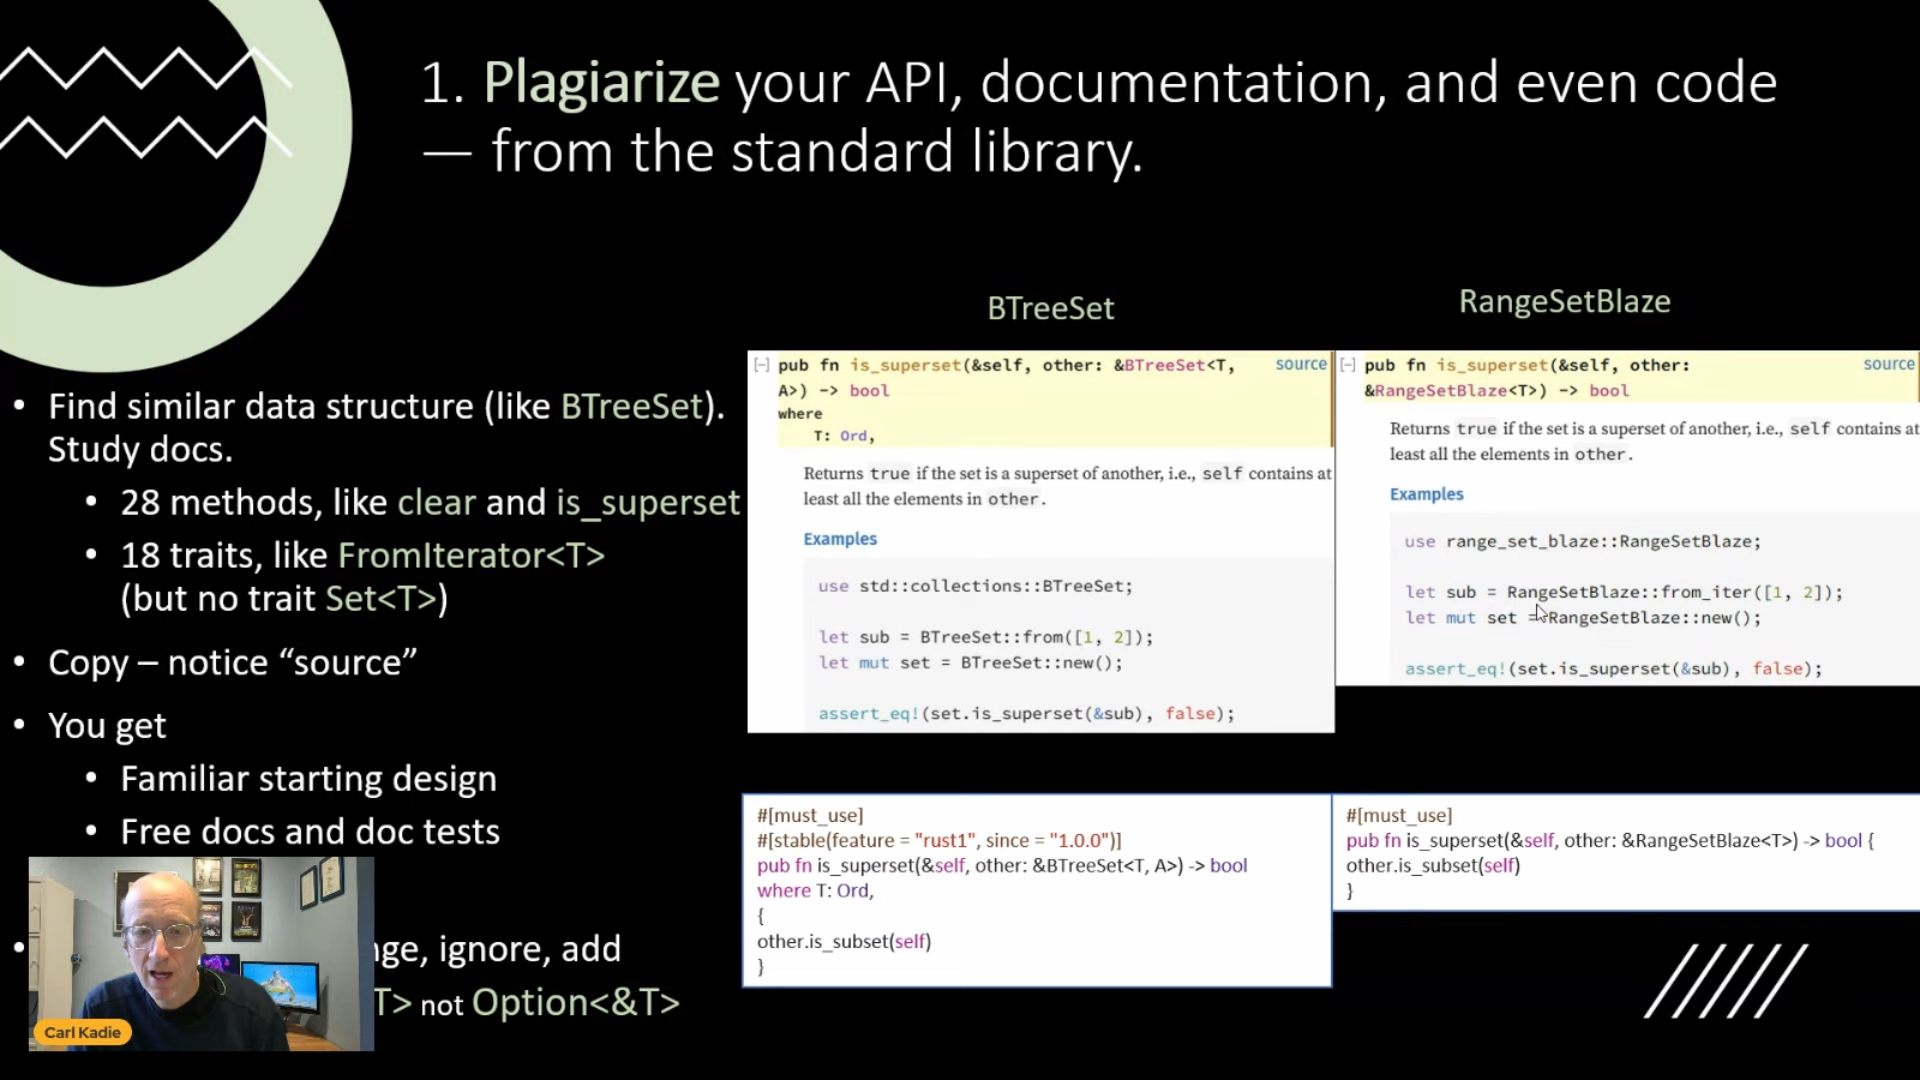 1. Plagiarize your API, documentation, and even code
— from the standard library.
• Find similar data structure (like BTreeSet).
Study docs.
• 28 methods, like clear and is_superset
• 18 traits, like FromIterator<T>
(but no trait Set<T>)
• Copy – notice “source”
• You get
• Familiar starting design
• Free docs and doc tests
• nge, ignore, add
T> not Option<&T>
Carl Kadie
BTreeSet
[-] pub fn is_superset(&self, other: &BTreeSet<T, source
A>) -> bool
where
T: Ord,
Returns true if the set is a superset of another, i.e., self contains at
least all the elements in other.
Examples
use std::collections::BTreeSet;
let sub = BTreeSet::from([1, 2]);
let mut set = BTreeSet::new();
assert_eq!(set.is_superset(&sub), false);
#[must_use]
#[stable(feature = "rust1", since = "1.0.0")]
pub fn is_superset(&self, other: &BTreeSet<T, A>) -> bool
where T: Ord,
{
other.is_subset(self)
}
RangeSetBlaze
[-] pub fn is_superset(&self, other: source
&RangeSetBlaze<T>) -> bool
Returns true if the set is a superset of another, i.e., self contains at
least all the elements in other.
Examples
use range_set_blaze::RangeSetBlaze;
let sub = RangeSetBlaze::from_iter([1, 2]);
let mut set = RangeSetBlaze::new();
assert_eq!(set.is_superset(&sub), false);
#[must_use]
pub fn is_superset(&self, other: &RangeSetBlaze<T>) -> bool {
other.is_subset(self)
}